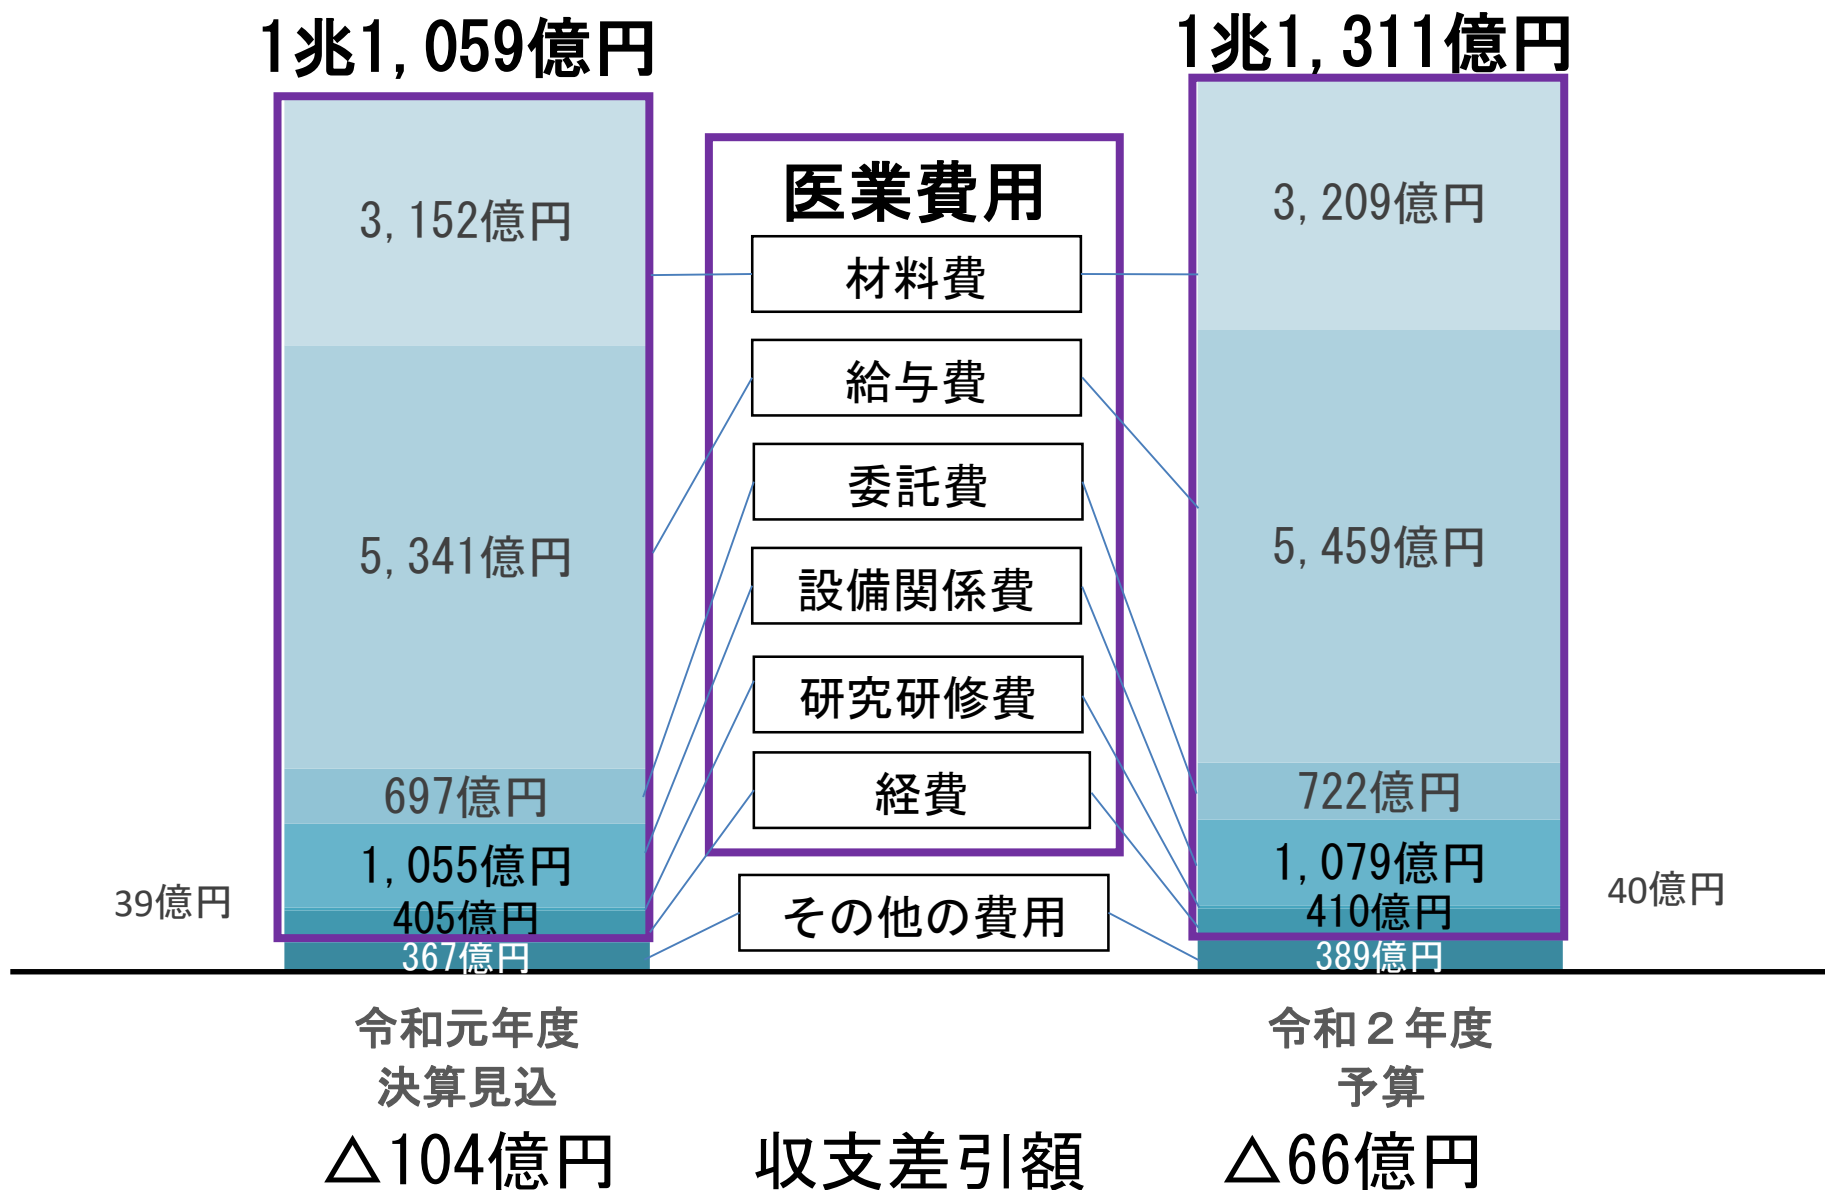 1兆1,059億円
1兆1,311億円
3,152億円
5,341億円
697億円
1,055億円
39億円
405億円
367億円
医業費用
材料費
給与費
委託費
設備関係費
研究研修費
経費
その他の費用
3,209億円
5,459億円
722億円
1,079億円
40億円
410億円
389億円
令和元年度
決算見込
令和２年度
予算
△104億円
収支差引額
△66億円